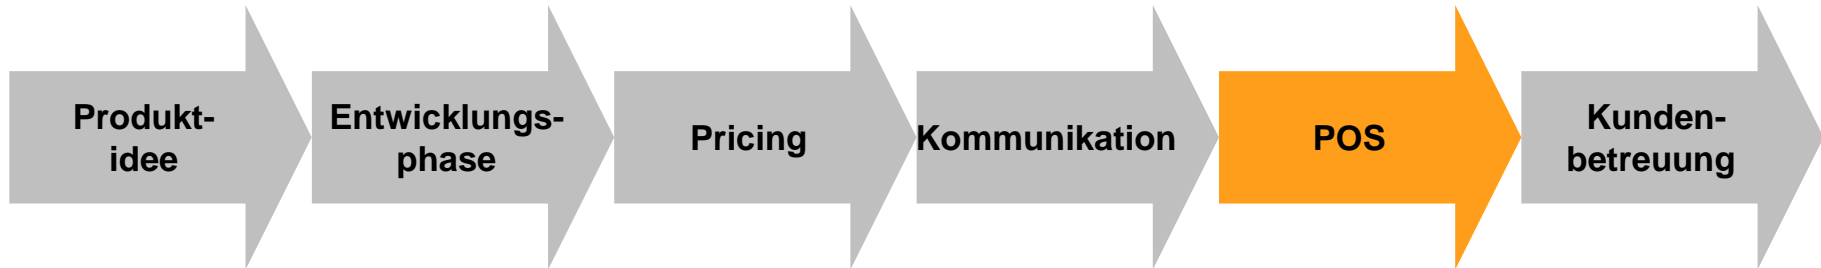 Produkt-
idee
Entwicklungs-
phase
Pricing
Kommunikation
POS
Kunden-
betreuung